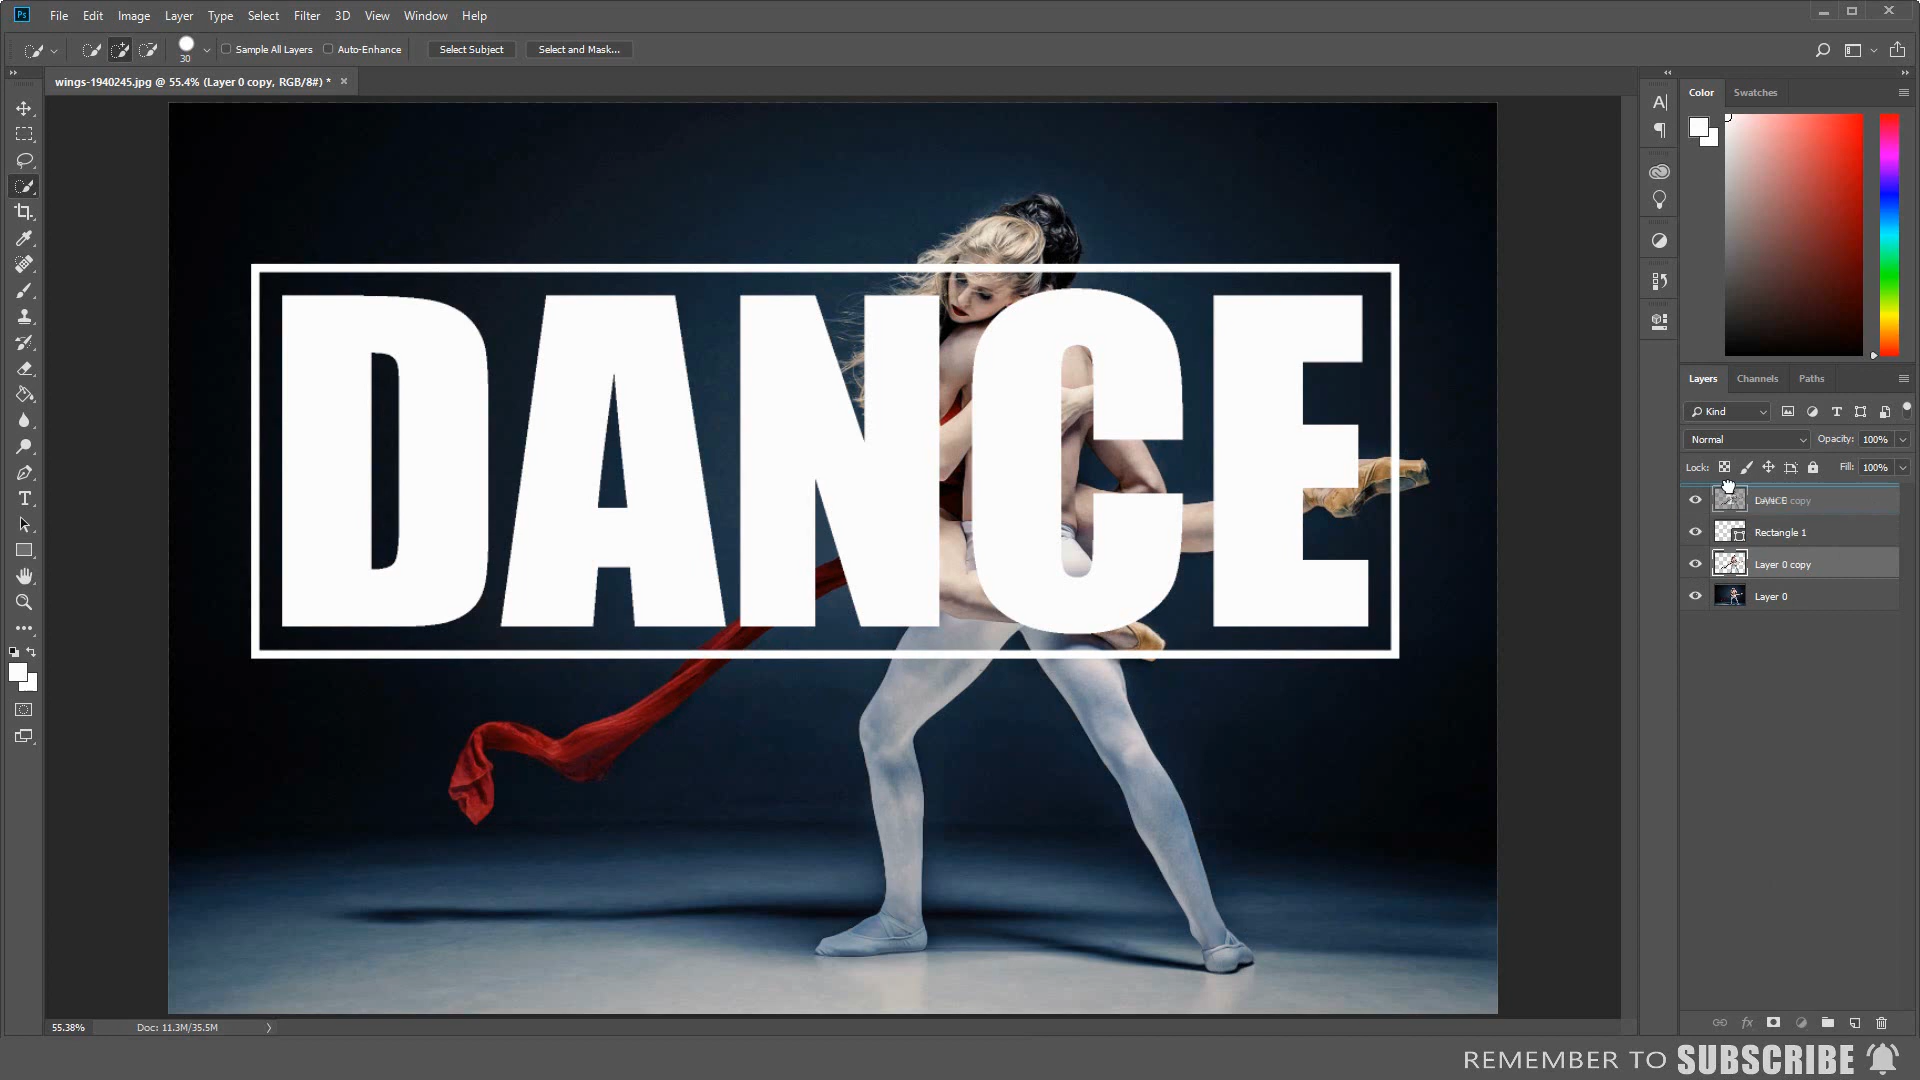 Ps File Edit Image Layer Type Select Filter 3D View Window Help
30 Sample All Layers Auto-Enhance Select Subject Select and Mask...
wings-1940245.jpg @ 55.4% (Layer 0 copy, RGB/8#) *
Color Swatches
DANCE
Layers Channels Paths
Kind
Normal Opacity: 100%
Lock: Fill: 100%
DANCE copy
Rectangle 1
Layer 0 copy
Layer 0
55.38% Doc: 11.3M/35.5M
REMEMBER TO SUBSCRIBE